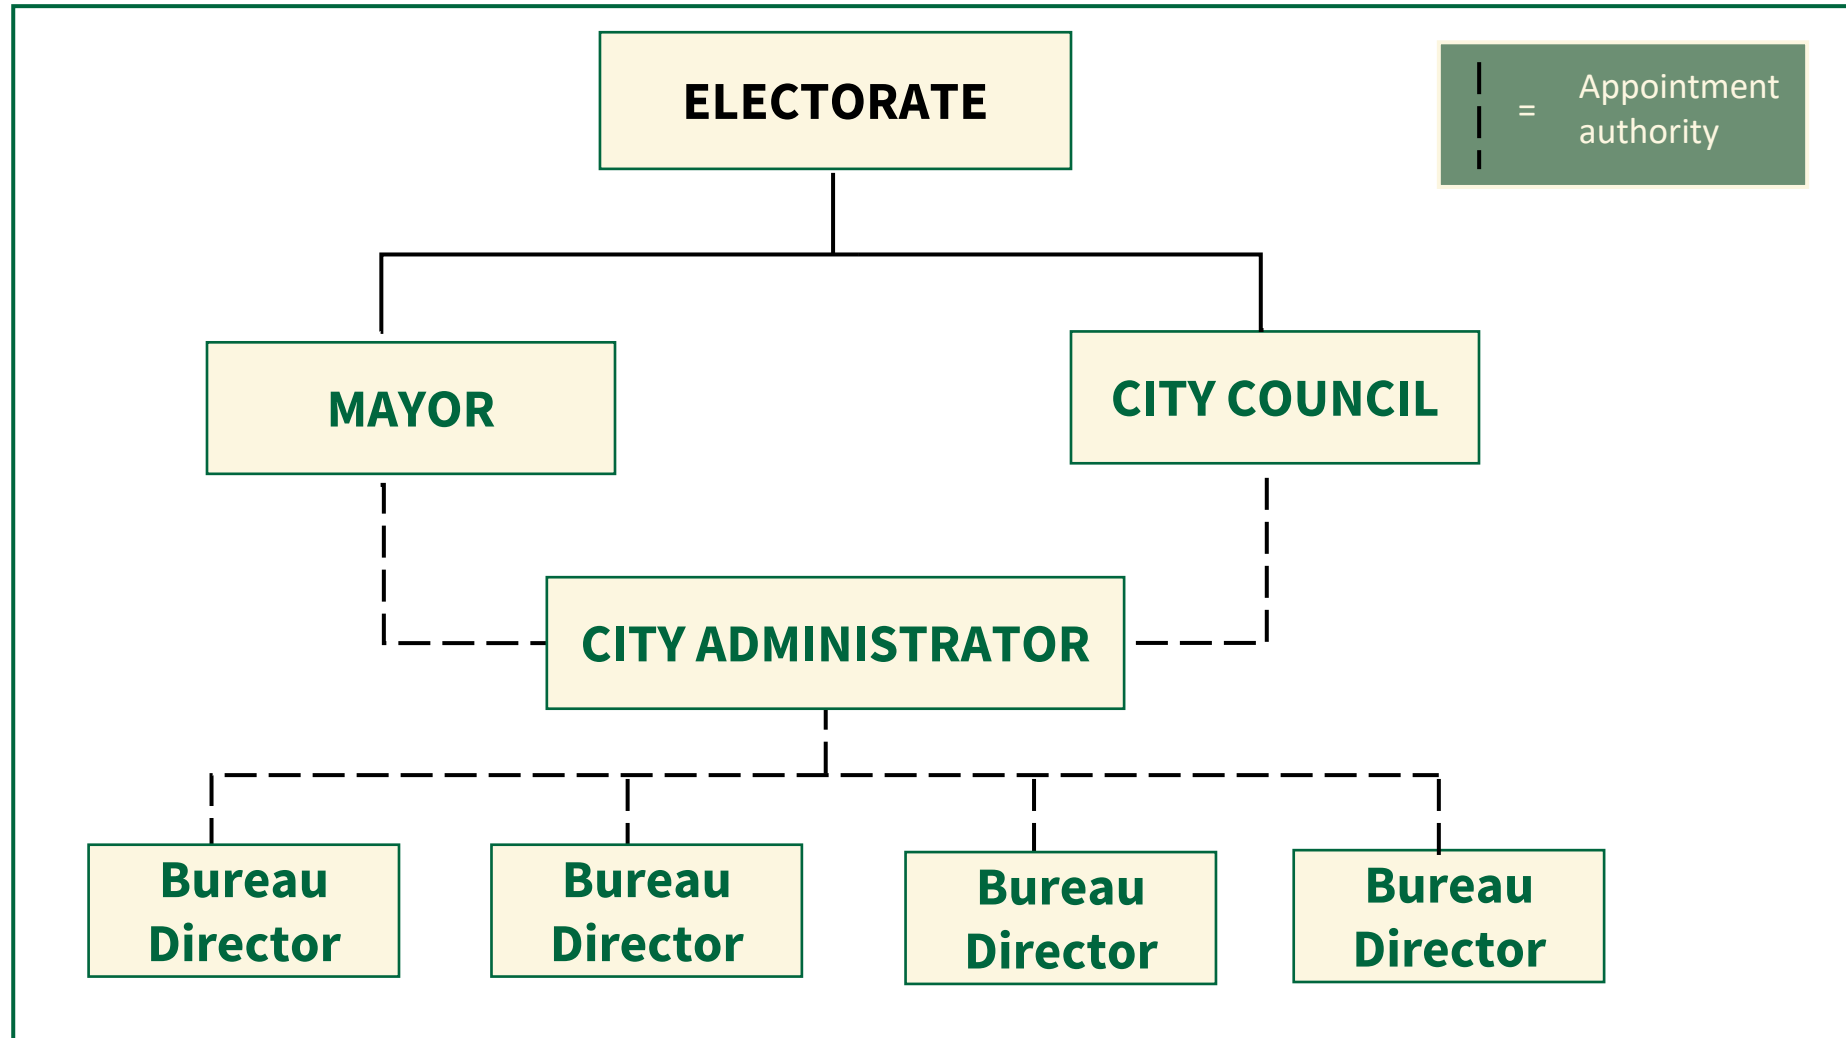 ELECTORATE
= Appointment
authority
MAYOR
CITY COUNCIL
CITY ADMINISTRATOR
Bureau
Director
Bureau
Director
Bureau
Director
Bureau
Director